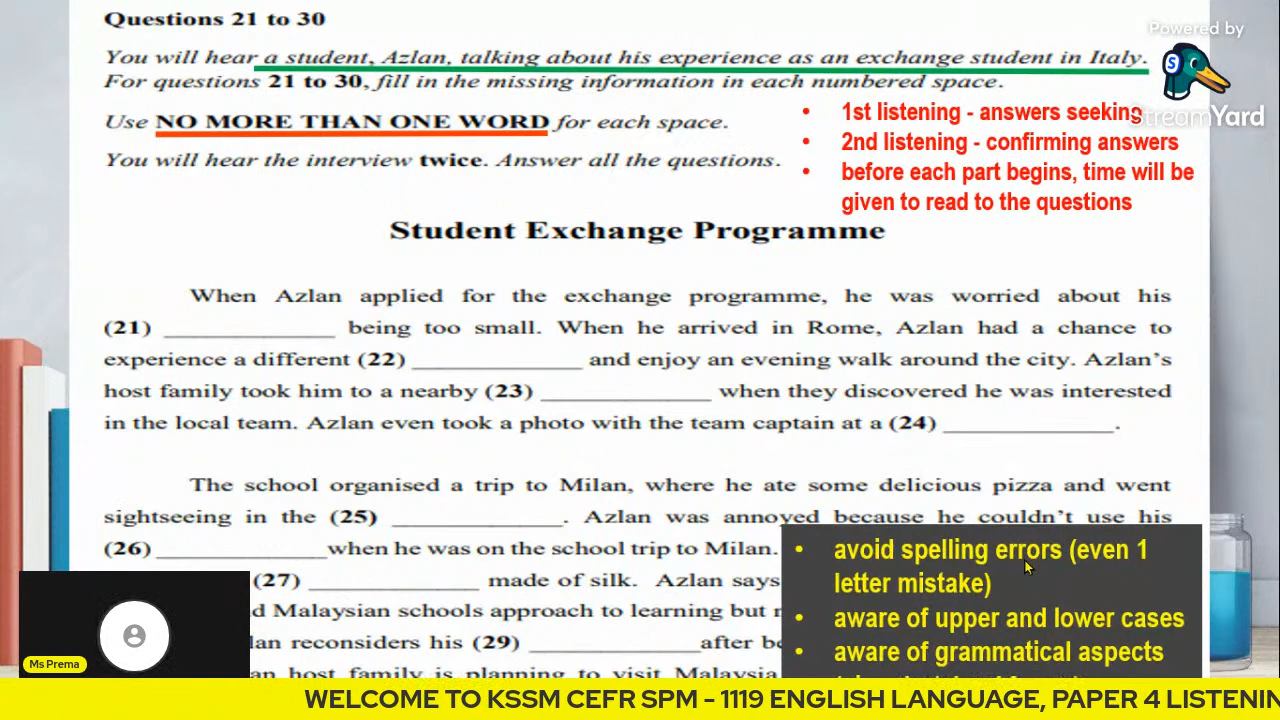 Questions 21 to 30
You will hear a student, Azlan, talking about his experience as an exchange student in Italy.
For questions 21 to 30, fill in the missing information in each numbered space.
Use NO MORE THAN ONE WORD for each space.
You will hear the interview twice. Answer all the questions.
Powered by
StreamYard
• 1st listening - answers seeking
• 2nd listening - confirming answers
• before each part begins, time will be
given to read to the questions
Student Exchange Programme
When Azlan applied for the exchange programme, he was worried about his
(21) _______________ being too small. When he arrived in Rome, Azlan had a chance to
experience a different (22) _______________ and enjoy an evening walk around the city. Azlan's
host family took him to a nearby (23) _______________ when they discovered he was interested
in the local team. Azlan even took a photo with the team captain at a (24) _______________.
The school organised a trip to Milan, where he ate some delicious pizza and went
sightseeing in the (25) _______________. Azlan was annoyed because he couldn't use his
(26) _______________when he was on the school trip to Milan.
(27) _______________ made of silk. Azlan says
Malaysian schools approach to learning but
reconsiders his (29) _______________after
host family is planning to visit Malaysia
• avoid spelling errors (even 1
letter mistake)
• aware of upper and lower cases
• aware of grammatical aspects
Ms Prema
WELCOME TO KSSM CEFR SPM - 1119 ENGLISH LANGUAGE, PAPER 4